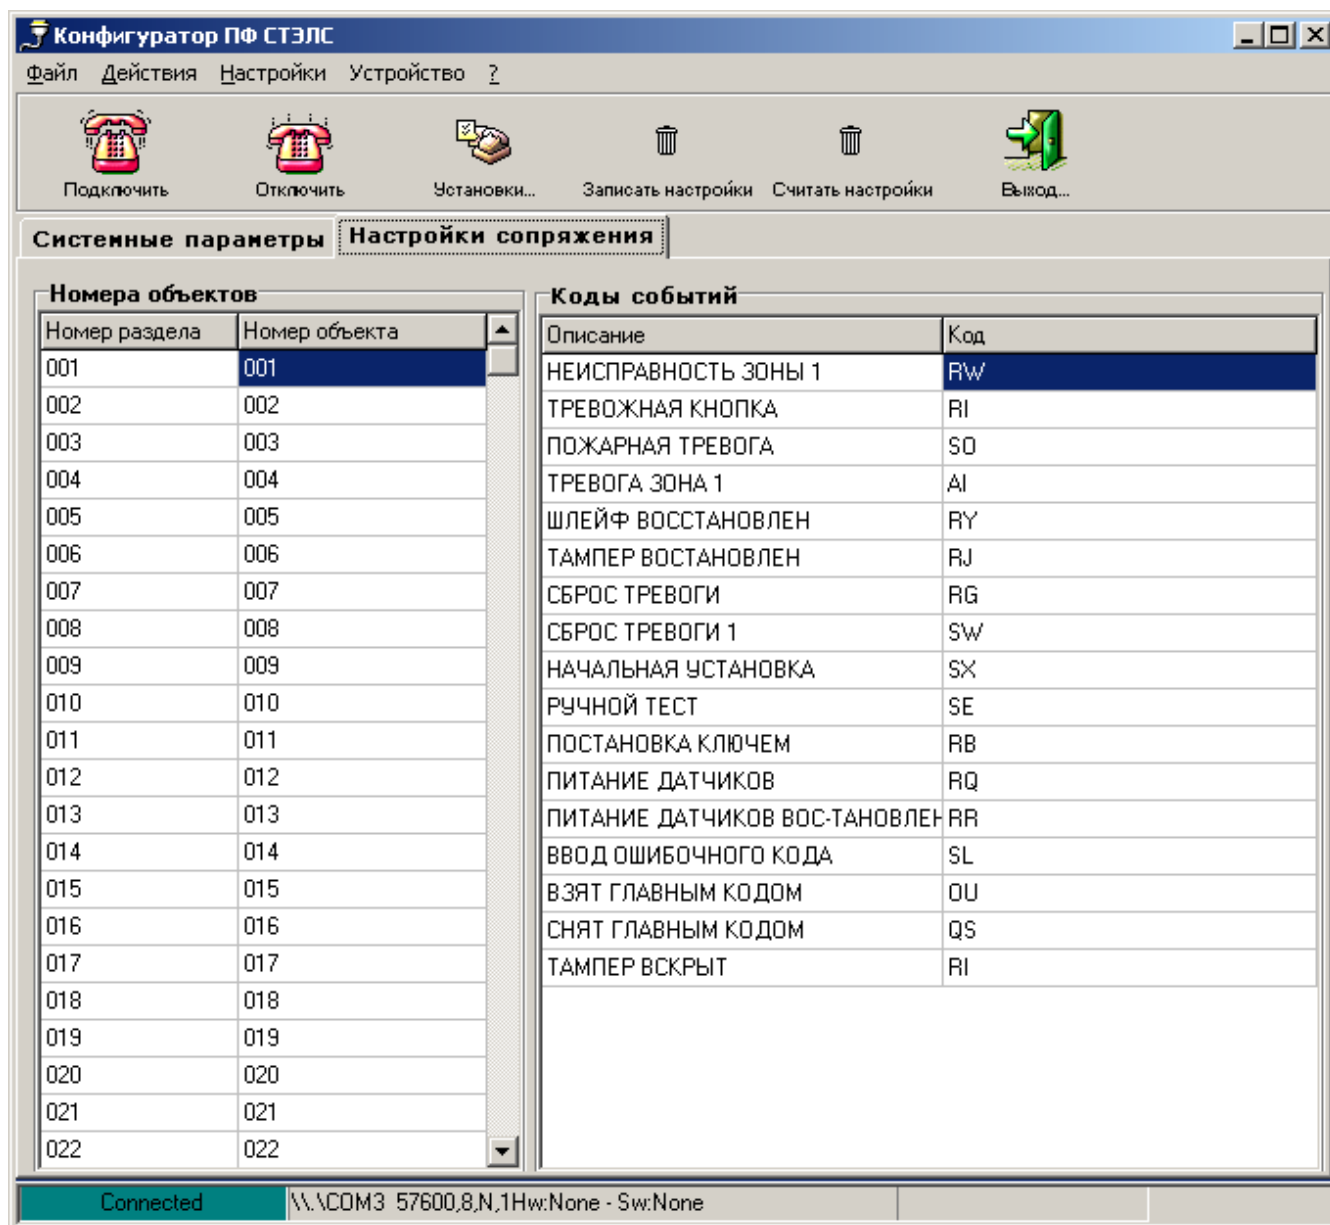 Конфигуратор ПФ СТЭЛС
Файл Действия Настройки Устройство ?
Подключить Отключить Установки... Записать настройки Считать настройки Выход...
Системные параметры Настройки сопряжения
Номера объектов
Номер раздела Номер объекта
001 001
002 002
003 003
004 004
005 005
006 006
007 007
008 008
009 009
010 010
011 011
012 012
013 013
014 014
015 015
016 016
017 017
018 018
019 019
020 020
021 021
022 022
Коды событий
Описание Код
НЕИСПРАВНОСТЬ ЗОНЫ 1 RW
ТРЕВОЖНАЯ КНОПКА RI
ПОЖАРНАЯ ТРЕВОГА SO
ТРЕВОГА ЗОНА 1 AI
ШЛЕЙФ ВОССТАНОВЛЕН RY
ТАМПЕР ВОСТАНОВЛЕН RJ
СБРОС ТРЕВОГИ RG
СБРОС ТРЕВОГИ 1 SW
НАЧАЛЬНАЯ УСТАНОВКА SX
РУЧНОЙ ТЕСТ SE
ПОСТАНОВКА КЛЮЧЕМ RB
ПИТАНИЕ ДАТЧИКОВ RQ
ПИТАНИЕ ДАТЧИКОВ ВОС-ТАНОВЛЕН RR
ВВОД ОШИБОЧНОГО КОДА SL
ВЗЯТ ГЛАВНЫМ КОДОМ OU
СНЯТ ГЛАВНЫМ КОДОМ QS
ТАМПЕР ВСКРЫТ RI
Connected \\.\COM3 57600,8,N,1Hw:None - Sw:None